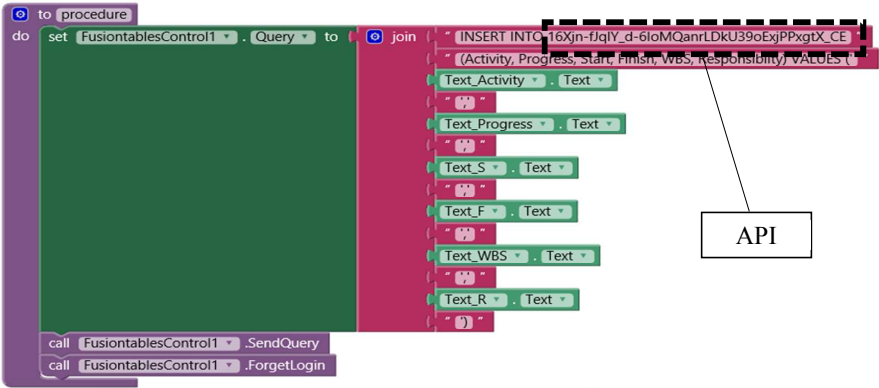 to procedure
do set FusiontablesControl1 . Query to join " INSERT INTO 16Xjn-fJqIY_d-6IoMQanrLDkU39oExjPPxgtX_CE "
" (Activity, Progress, Start, Finish, WBS, Responsibility) VALUES (' "
Text_Activity . Text
" ',' "
Text_Progress . Text
" ',' "
Text_S . Text
" ',' "
Text_F . Text
" ',' "
Text_WBS . Text
" ',' "
Text_R . Text
" ') "
API
call FusiontablesControl1 .SendQuery
call FusiontablesControl1 .ForgetLogin